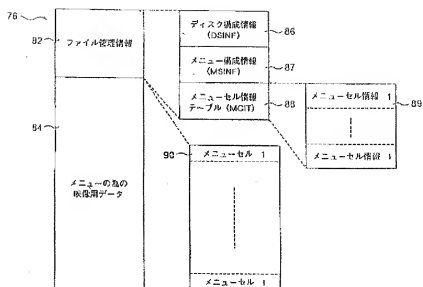 76
82
ファイル管理情報
84
メニューの為の
映像用データ
ディスク構成情報
(DSINF)
86
メニュー構成情報
(MSINF)
87
メニューセル情報
テーブル (MCIT)
88
メニューセル情報 1
89
メニューセル情報 1
90
メニューセル 1
メニューセル 1